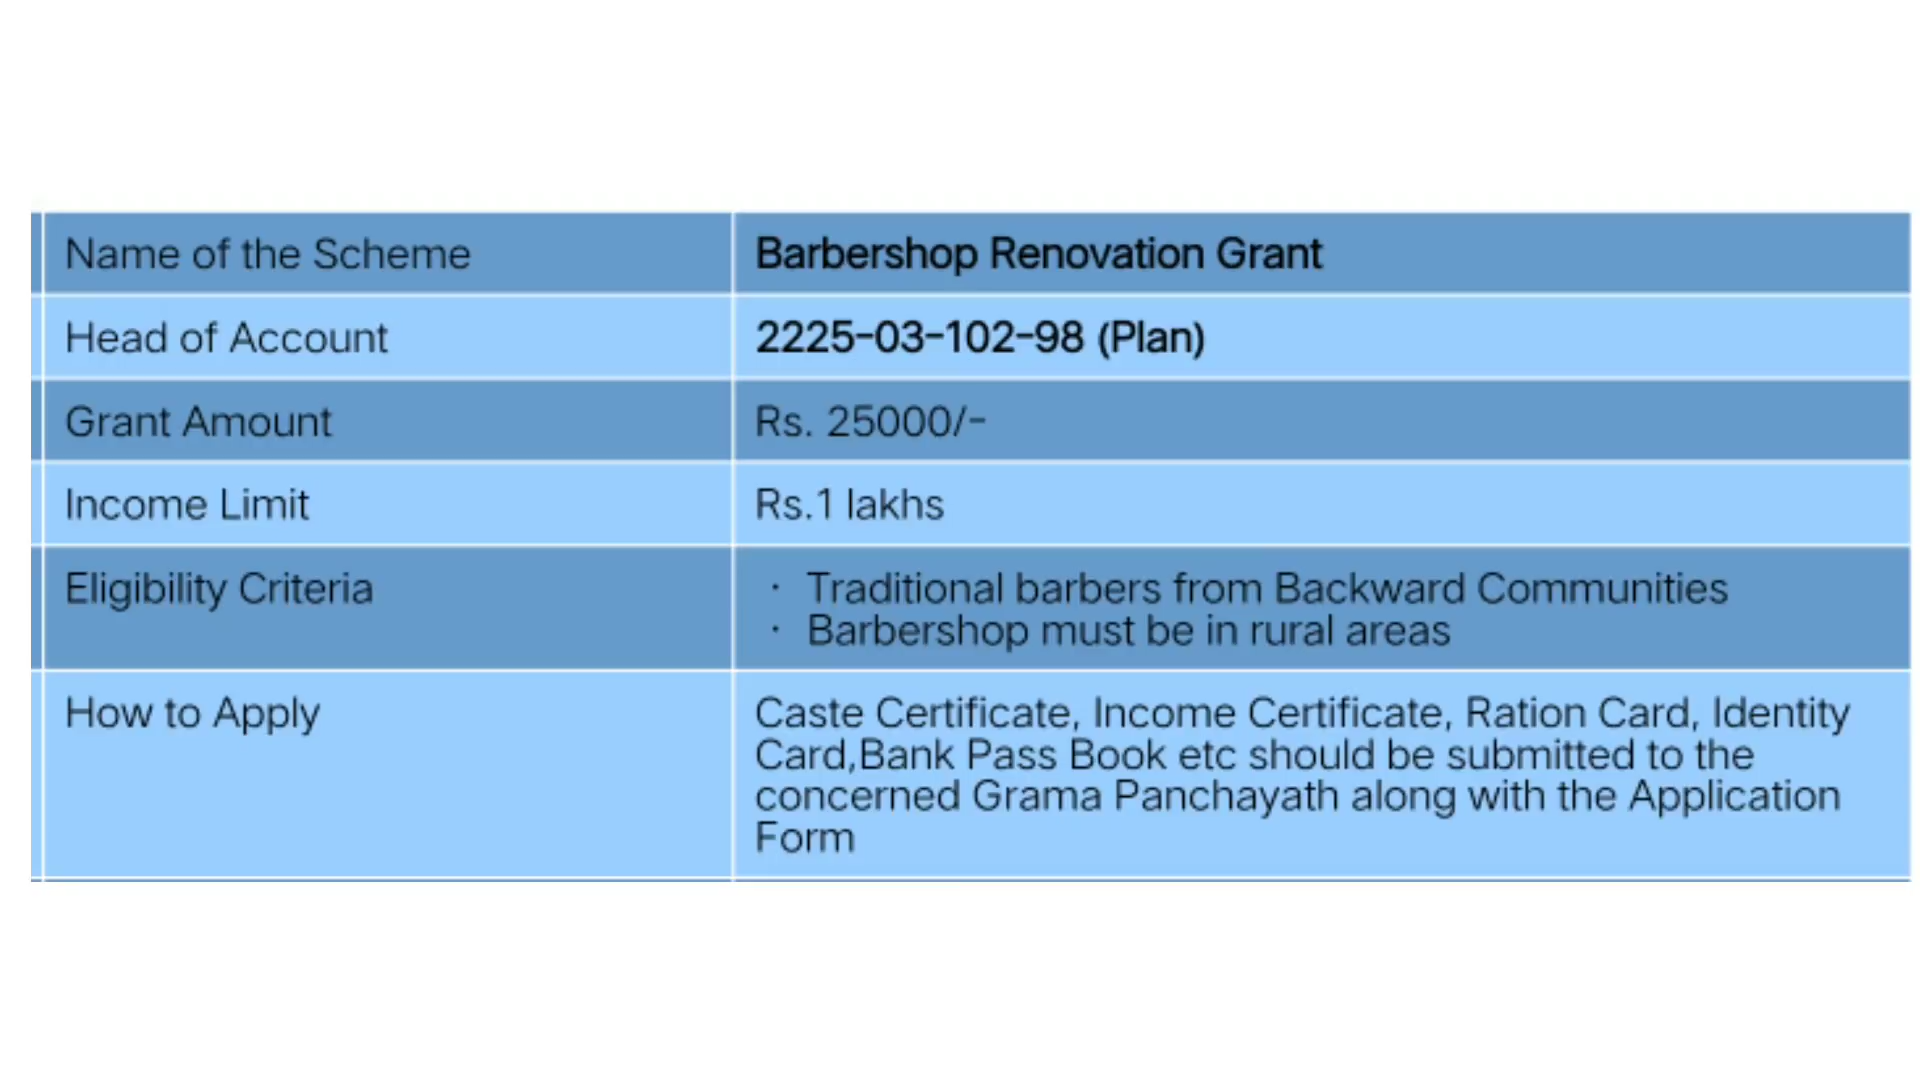 Name of the Scheme
Barbershop Renovation Grant
Head of Account
2225-03-102-98 (Plan)
Grant Amount
Rs. 25000/-
Income Limit
Rs.1 lakhs
Eligibility Criteria
· Traditional barbers from Backward Communities
· Barbershop must be in rural areas
How to Apply
Caste Certificate, Income Certificate, Ration Card, Identity
Card,Bank Pass Book etc should be submitted to the
concerned Grama Panchayath along with the Application
Form